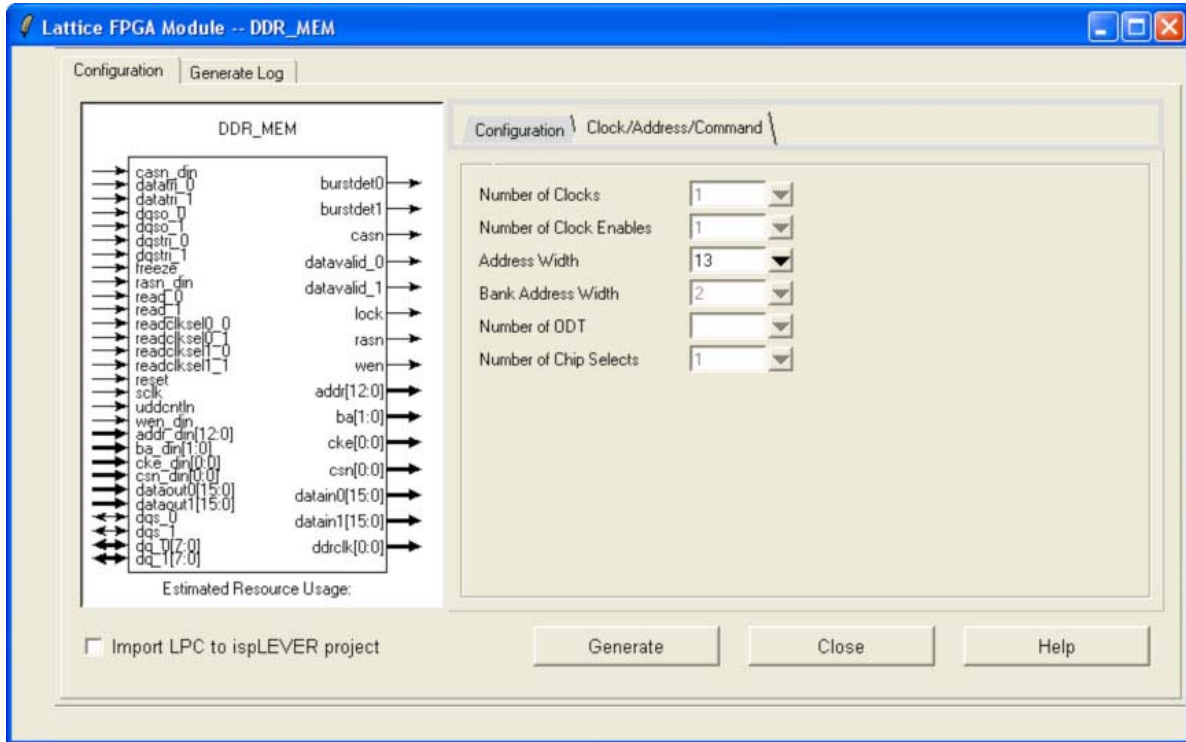 Lattice FPGA Module -- DDR_MEM
Configuration
Generate Log
DDR_MEM
casn_din
datatri_0
datatri_1
dqso_0
dqso_1
dqstri_0
dqstri_1
freeze
rasn_din
read_0
read_1
readclksel0_0
readclksel0_1
readclksel1_0
readclksel1_1
reset
sclk
uddcntln
wen_din
addr_din[12:0]
ba_din[1:0]
cke_din[0:0]
csn_din[0:0]
dataout0[15:0]
dataout1[15:0]
dqs_0
dqs_1
dq_0[7:0]
dq_1[7:0]
burstdet0
burstdet1
casn
datavalid_0
datavalid_1
lock
rasn
wen
addr[12:0]
ba[1:0]
cke[0:0]
csn[0:0]
datain0[15:0]
datain1[15:0]
ddrclk[0:0]
Estimated Resource Usage:
Configuration
Clock/Address/Command
Number of Clocks 1
Number of Clock Enables 1
Address Width 13
Bank Address Width 2
Number of ODT
Number of Chip Selects 1
Import LPC to ispLEVER project
Generate
Close
Help